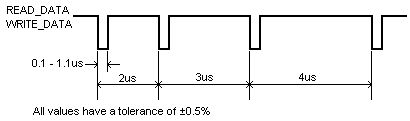 READ_DATA
WRITE_DATA
0.1 - 1.1us
2us
3us
4us
All values have a tolerance of ±0.5%